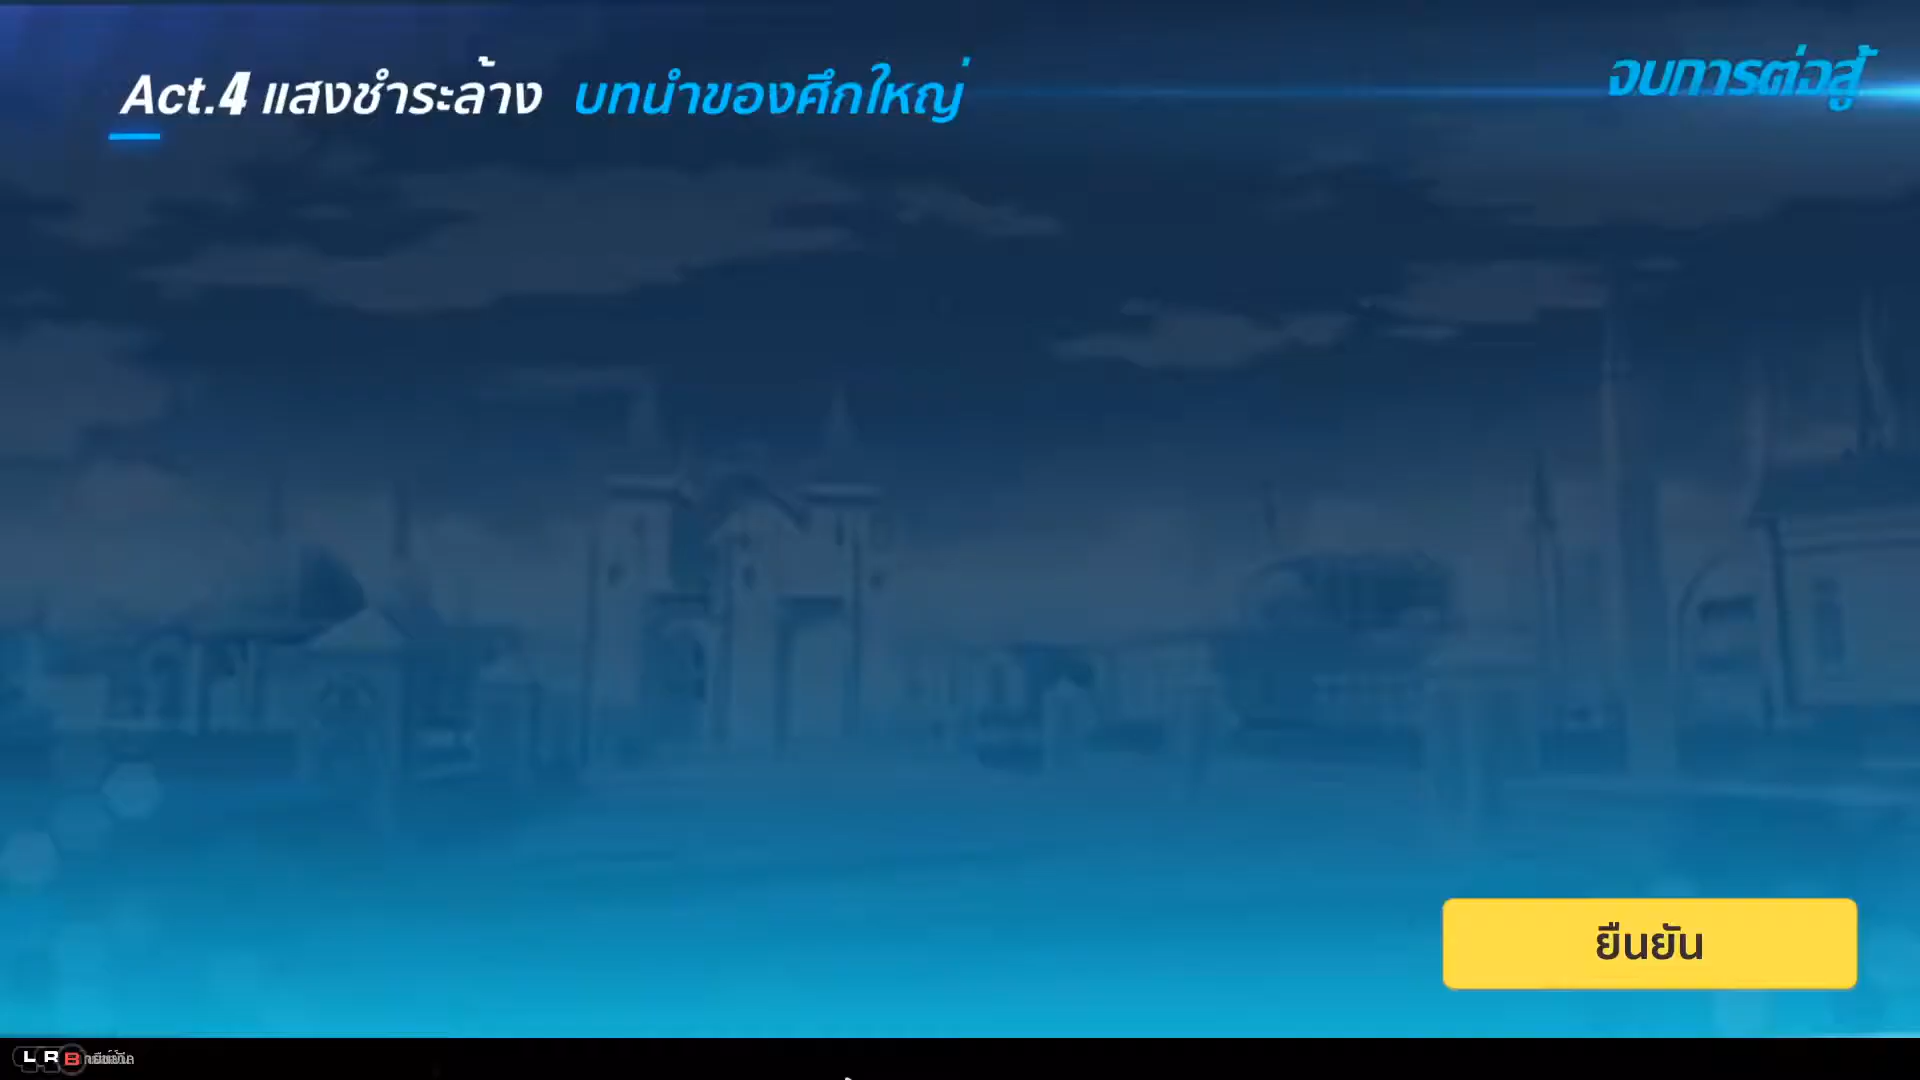 Act.4 แสงชำระล้าง บทนำของศึกใหญ่
จบการต่อสู้
ยืนยัน
L R B